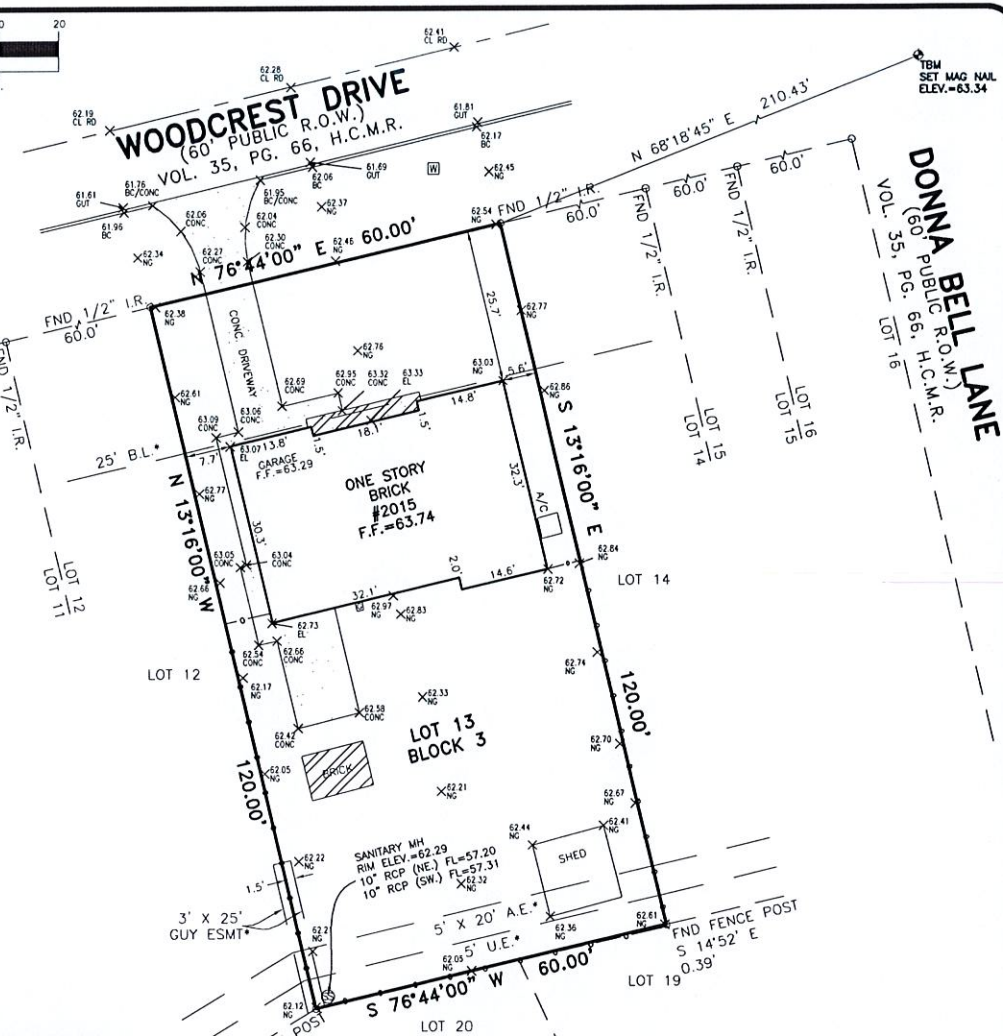 20
62.41
CL RD
62.28
CL RD
62.19
CL RD
WOODCREST DRIVE
(60' PUBLIC R.O.W.)
VOL. 35, PG. 66, H.C.M.R.
TBM
SET MAG NAIL
ELEV.=63.34
N 68°18'45" E 210.43'
61.81
GUT
62.17
BC
W
62.45
NG
61.69
GUT
62.06
BC
62.37
NG
61.61
GUT
61.76
BC/CONC
61.95
BC/CONC
61.96
BC
62.06
CONC
62.04
CONC
62.30
CONC
62.27
CONC
62.34
NG
62.46
NG
62.54
NG
FND 1/2" I.R.
60.0'
60.0'
60.0'
N 76°44'00" E 60.00'
FND 1/2" I.R.
FND 1/2" I.R.
DONNA BELL LANE
(60' PUBLIC R.O.W.)
VOL. 35, PG. 66, H.C.M.R.
LOT 16
LOT 16
LOT 15
LOT 15
LOT 14
FND 1/2" I.R.
60.0'
FND 1/2" I.R.
62.38
NG
CONC. DRIVEWAY
25.7'
62.77
NG
62.76
NG
62.61
NG
62.69
CONC
62.95
CONC
63.32
CONC
63.33
EL
63.03
NG
5.6'
62.86
NG
63.09
CONC
63.06
CONC
25' B.L.*
7.7'
63.07
EL
13.8'
1.5'
18.1'
1.5'
14.8'
GARAGE
F.F.=63.29
S 13°16'00" E
ONE STORY
BRICK
#2015
F.F.=63.74
32.3'
A/C
62.77
NG
N 13°16'00" W
30.3'
63.05
CONC
63.04
CONC
62.66
NG
LOT 12
LOT 11
32.1'
2.0'
14.6'
62.72
NG
62.84
NG
LOT 14
62.97
NG
62.83
NG
62.73
EL
62.54
CONC
62.66
CONC
LOT 12
62.17
NG
62.74
NG
120.00'
62.33
NG
62.58
CONC
62.42
CONC
LOT 13
BLOCK 3
62.70
NG
BRICK
62.05
NG
120.00'
62.21
NG
62.67
NG
62.41
NG
62.44
NG
SHED
SANITARY MH
RIM ELEV.=62.29
10" RCP (NE.) FL=57.20
10" RCP (SW.) FL=57.31
62.22
NG
62.32
NG
1.5'
3' X 25'
GUY ESMT*
5' X 20' A.E.*
5' U.E.*
62.36
NG
62.61
NG
FND FENCE POST
S 14°52' E
0.39'
62.2
NG
62.05
NG
62.12
NG
S 76°44'00" W 60.00'
LOT 19
LOT 20
POST